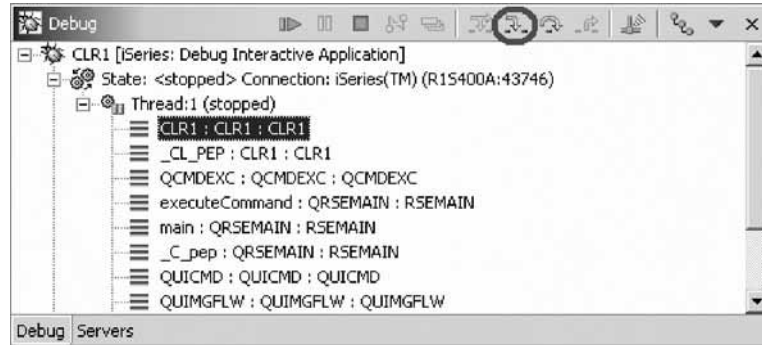 Debug
CLR1 [iSeries: Debug Interactive Application]
State: <stopped> Connection: iSeries(TM) (R1S400A:43746)
Thread:1 (stopped)
CLR1 : CLR1 : CLR1
_CL_PEP : CLR1 : CLR1
QCMDEXC : QCMDEXC : QCMDEXC
executeCommand : QRSEMAIN : RSEMAIN
main : QRSEMAIN : RSEMAIN
_C_pep : QRSEMAIN : RSEMAIN
QUICMD : QUICMD : QUICMD
QUIMGFLW : QUIMGFLW : QUIMGFLW
Debug Servers